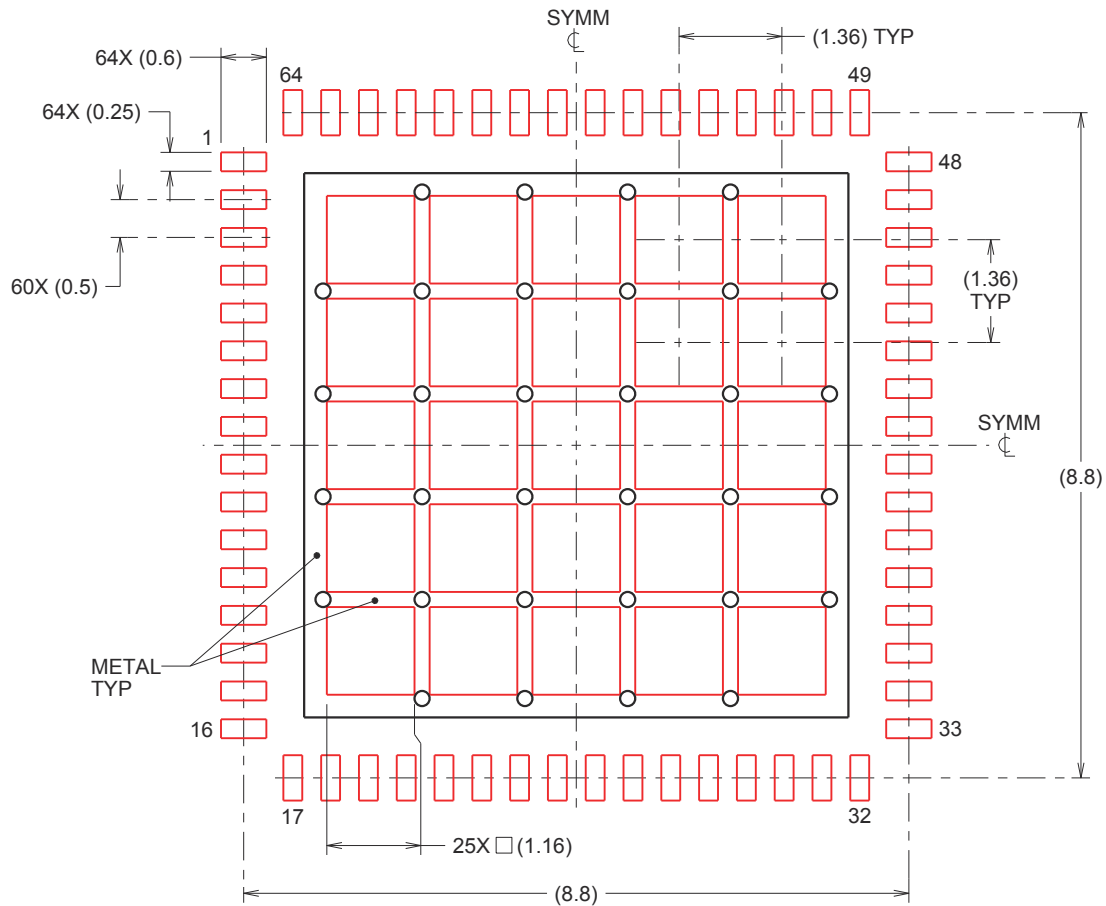 SYMM
℄
(1.36) TYP
64X (0.6)
64
49
64X (0.25)
1
48
60X (0.5)
(1.36)
TYP
SYMM
℄
(8.8)
METAL
TYP
16
33
17
32
25X □ (1.16)
(8.8)